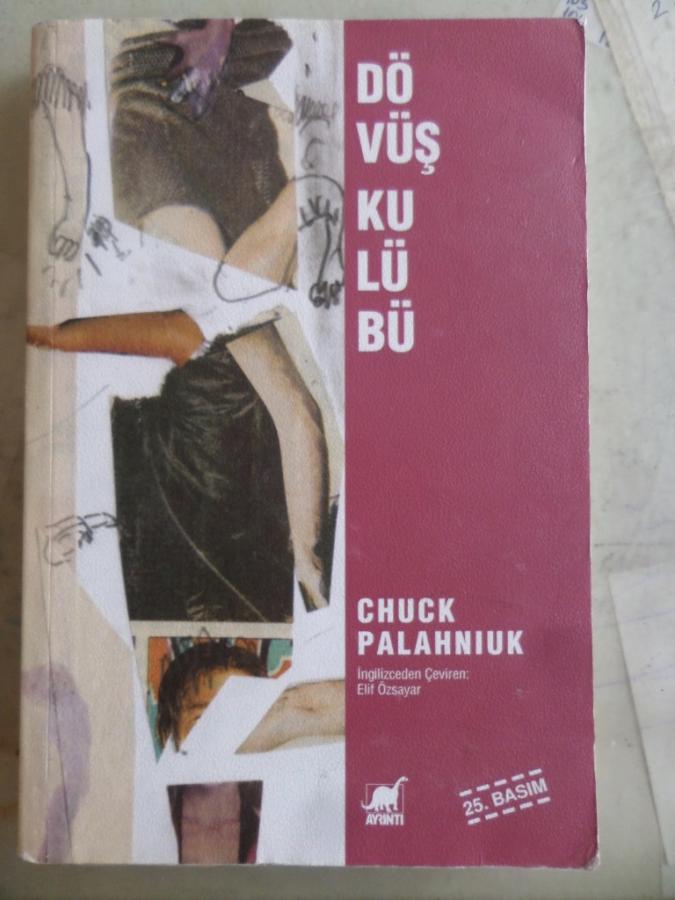 DÖ
VÜŞ
KU
LÜ
BÜ
CHUCK
PALAHNIUK
İngilizceden Çeviren:
Elif Özsayar
AYRINTI
25. BASIM